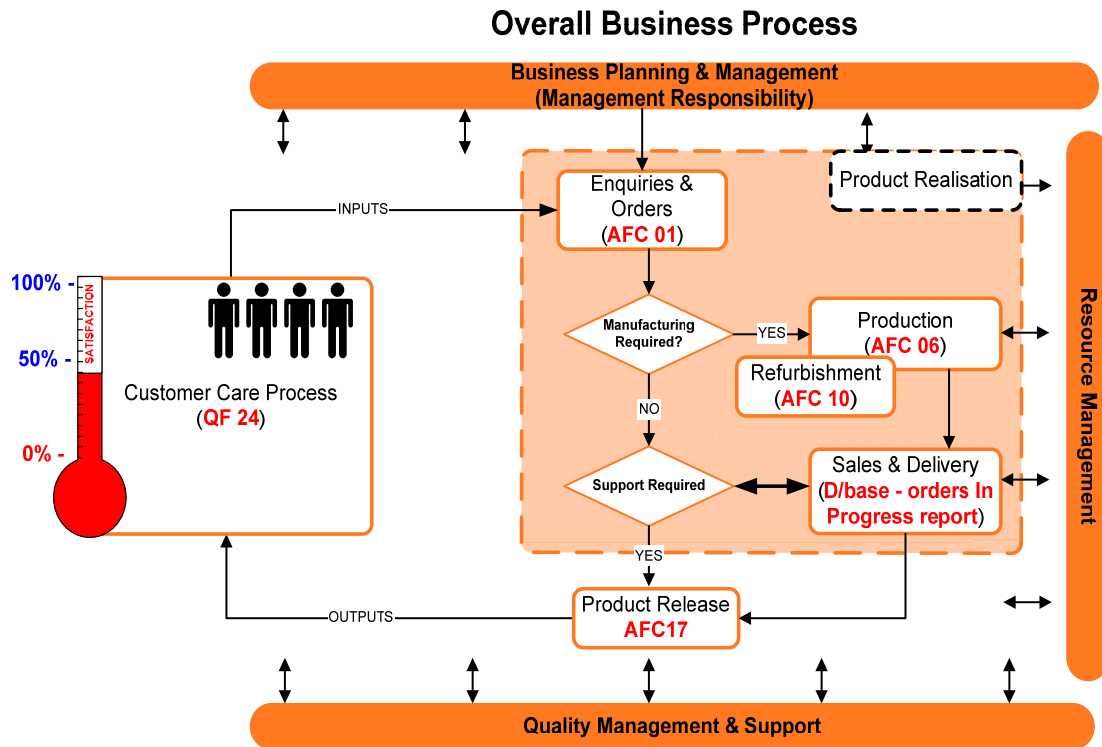 Overall Business Process
Business Planning & Management
(Management Responsibility)
Product Realisation
Enquiries &
Orders
(AFC 01)
INPUTS
100% -
50% -
0% -
SATISFACTION
Customer Care Process
(QF 24)
Manufacturing
Required?
YES
Production
(AFC 06)
Refurbishment
(AFC 10)
NO
Support Required
Sales & Delivery
(D/base - orders In
Progress report)
YES
Product Release
AFC17
OUTPUTS
Resource Management
Quality Management & Support